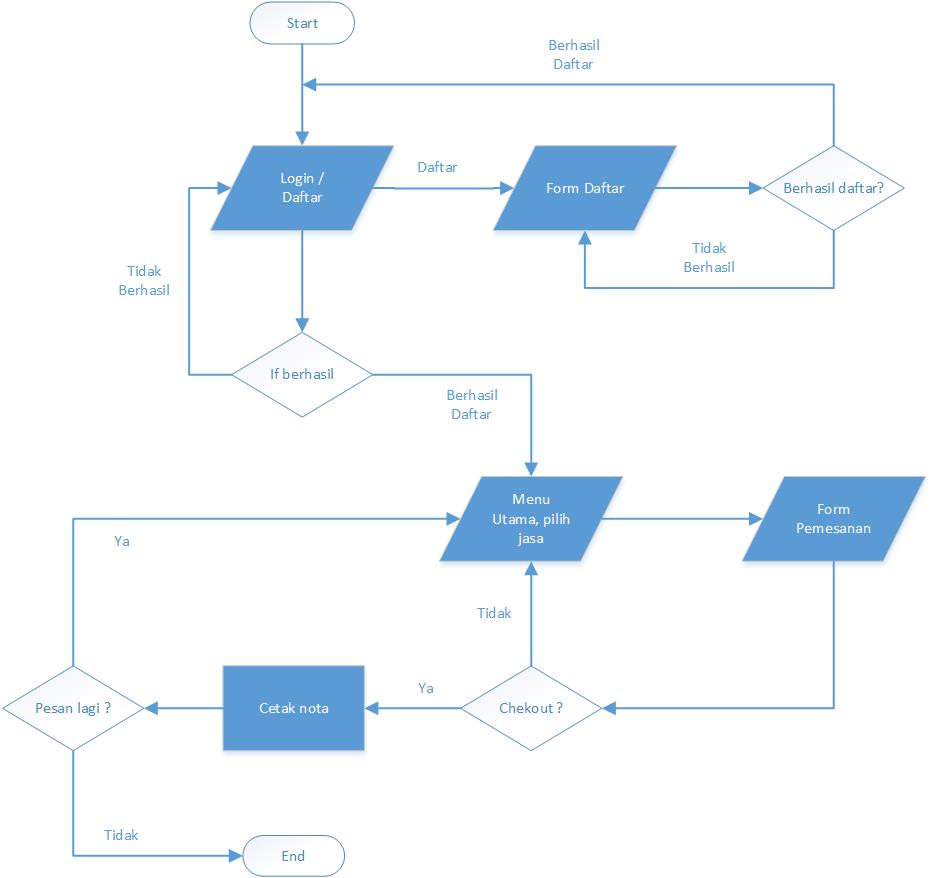 Start
Berhasil
Daftar
Login /
Daftar
Daftar
Form Daftar
Berhasil daftar?
Tidak
Berhasil
Tidak
Berhasil
If berhasil
Berhasil
Daftar
Menu
Utama, pilih
jasa
Form
Pemesanan
Ya
Tidak
Pesan lagi ?
Cetak nota
Ya
Chekout ?
Tidak
End